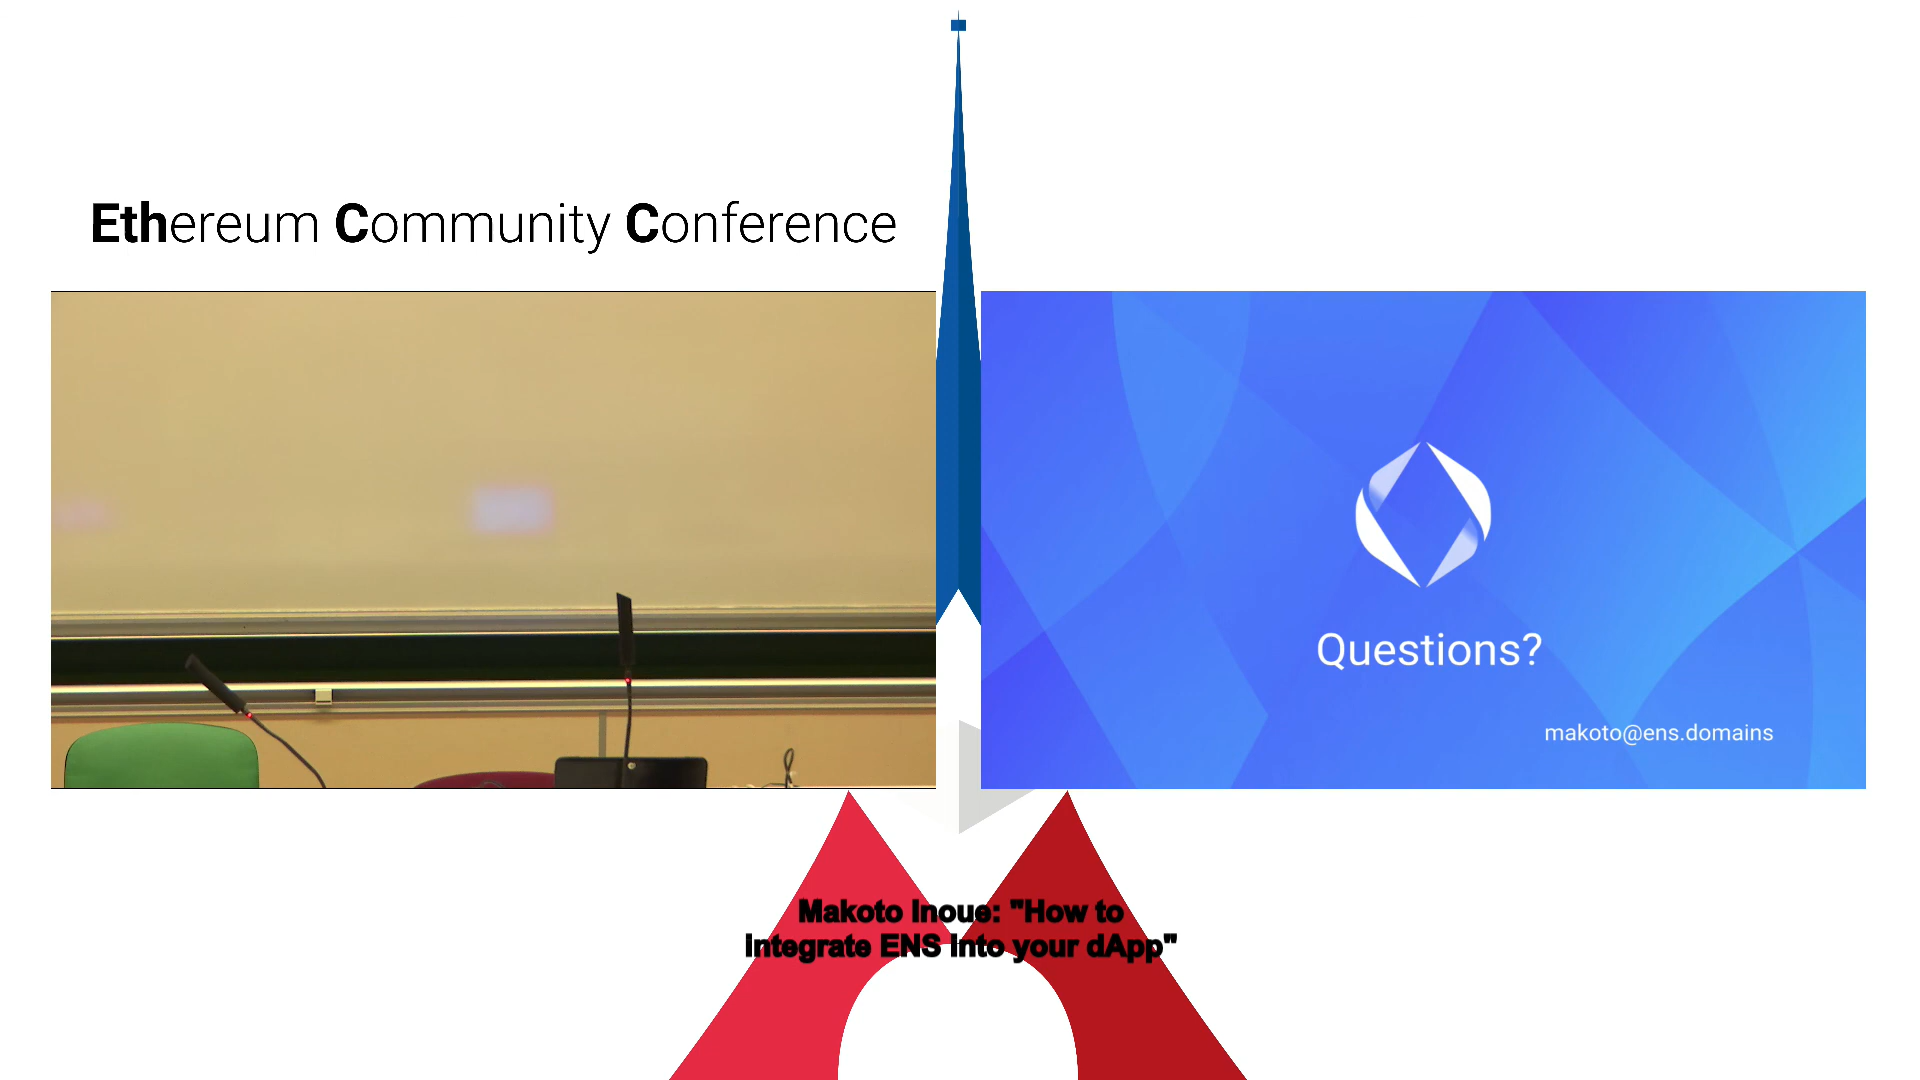 Ethereum Community Conference
Questions?
makoto@ens.domains
Makoto Inoue: "How to
Integrate ENS Into your dApp"